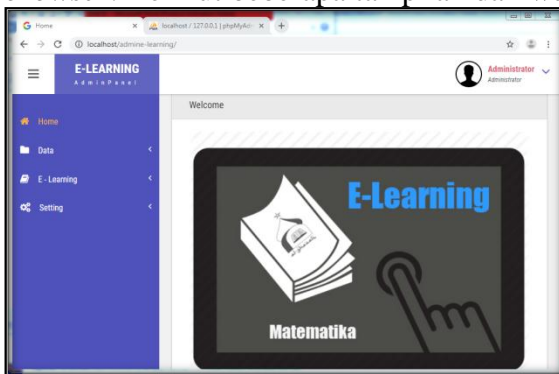 Home
localhost / 127.0.0.1 | phpMyAd
localhost/admine-learning/
E-LEARNING
AdminPanel
Administrator
Administrator
Welcome
Home
Data
E - Learning
Setting
E-Learning
Matematika